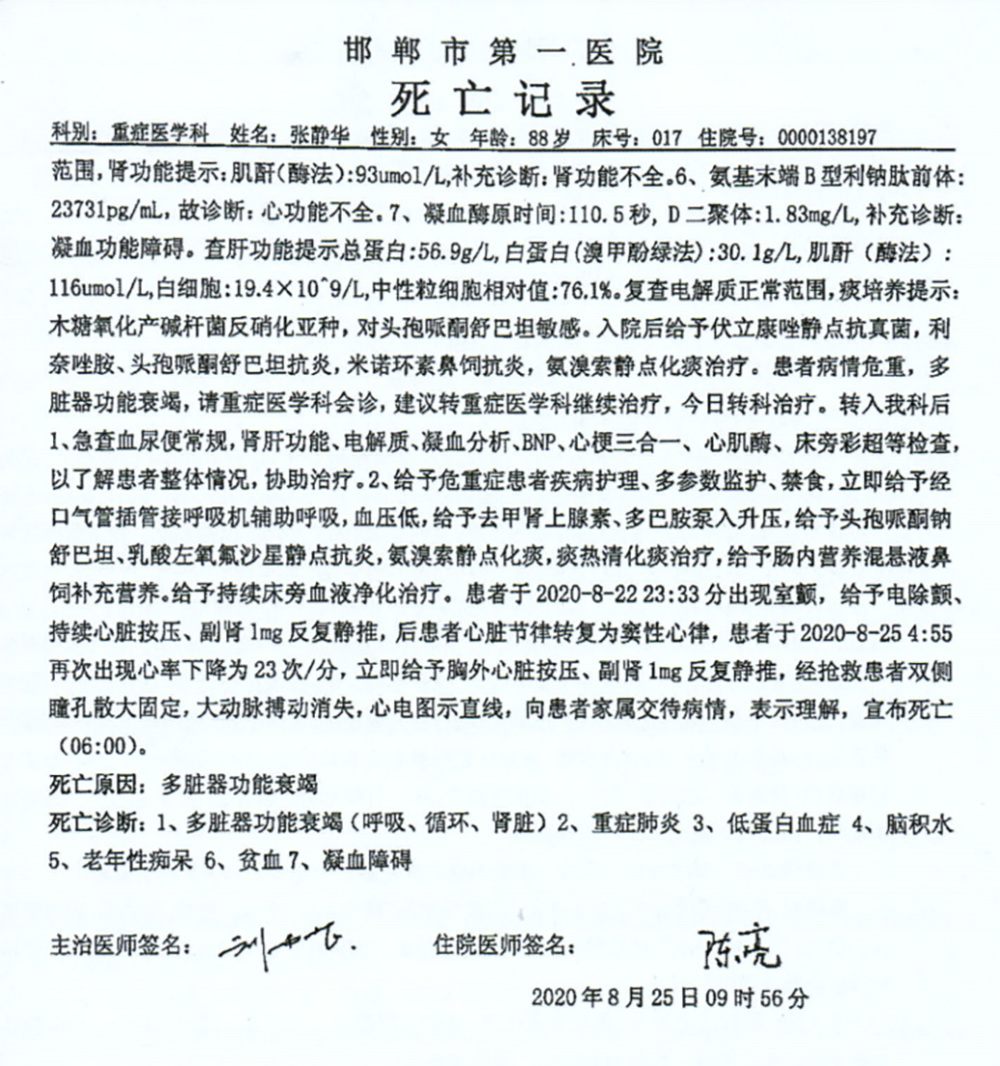 邯郸市第一医院
死亡记录
科别：重症医学科 姓名：张静华 性别：女 年龄：88岁 床号：017 住院号：0000138197
范围，肾功能提示：肌酐(酶法)：93umol/L，补充诊断：肾功能不全。6、氨基末端B型利钠肽前体：
23731pg/mL，故诊断：心功能不全。7、凝血酶原时间：110.5秒，D二聚体：1.83mg/L，补充诊断：
凝血功能障碍。查肝功能提示总蛋白：56.9g/L，白蛋白(溴甲酚绿法)：30.1g/L，肌酐（酶法）：
116umol/L，白细胞：19.4×10^9/L，中性粒细胞相对值：76.1%。复查电解质正常范围，痰培养提示：
木糖氧化产碱杆菌反硝化亚种，对头孢哌酮舒巴坦敏感。入院后给予伏立康唑静点抗真菌，利
奈唑胺、头孢哌酮舒巴坦抗炎，米诺环素鼻饲抗炎，氨溴索静点化痰治疗。患者病情危重，多
脏器功能衰竭，请重症医学科会诊，建议转重症医学科继续治疗，今日转科治疗。转入我科后
1、急查血尿便常规，肾肝功能、电解质、凝血分析、BNP、心梗三合一、心肌酶、床旁彩超等检查，
以了解患者整体情况，协助治疗。2、给予危重症患者疾病护理、多参数监护、禁食，立即给予经
口气管插管接呼吸机辅助呼吸，血压低，给予去甲肾上腺素、多巴胺泵入升压，给予头孢哌酮钠
舒巴坦、乳酸左氧氟沙星静点抗炎，氨溴索静点化痰，痰热清化痰治疗，给予肠内营养混悬液鼻
饲补充营养。给予持续床旁血液净化治疗。患者于2020-8-22 23:33分出现室颤，给予电除颤、
持续心脏按压、副肾1mg反复静推，后患者心脏节律转复为窦性心律，患者于2020-8-25 4:55
再次出现心率下降为23次/分，立即给予胸外心脏按压、副肾1mg反复静推，经抢救患者双侧
瞳孔散大固定，大动脉搏动消失，心电图示直线，向患者家属交待病情，表示理解，宣布死亡
（06:00）。
死亡原因：多脏器功能衰竭
死亡诊断：1、多脏器功能衰竭（呼吸、循环、肾脏）2、重症肺炎 3、低蛋白血症 4、脑积水
5、老年性痴呆 6、贫血 7、凝血障碍
主治医师签名： 住院医师签名： 陈亮
2020年8月25日09时56分